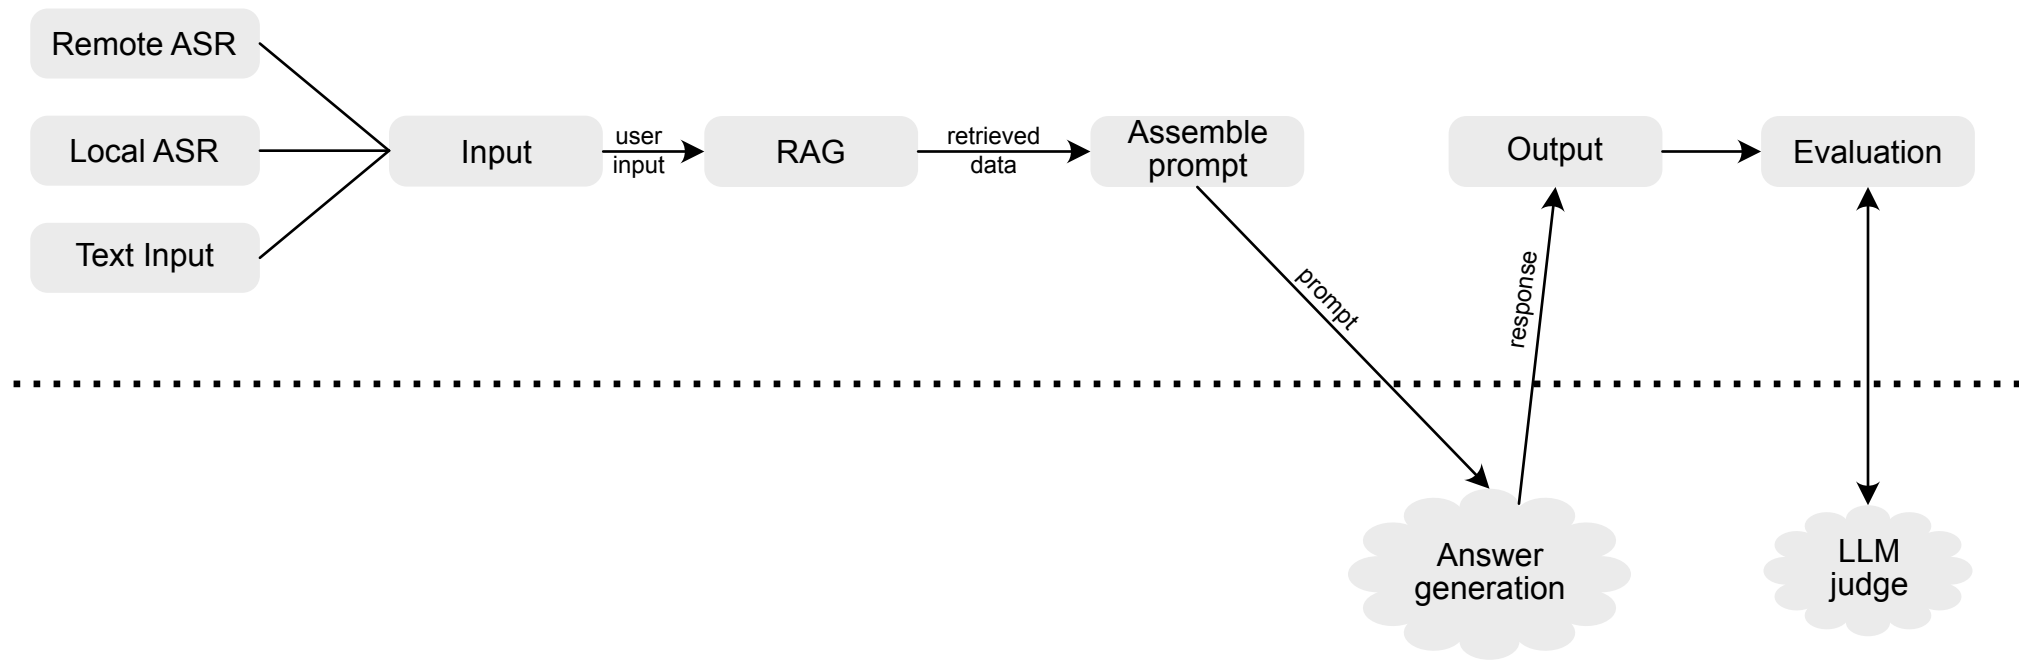 Remote ASR
Local ASR
Text Input
Input
user
input
RAG
retrieved
data
Assemble
prompt
prompt
response
Output
Evaluation
Answer
generation
LLM
judge